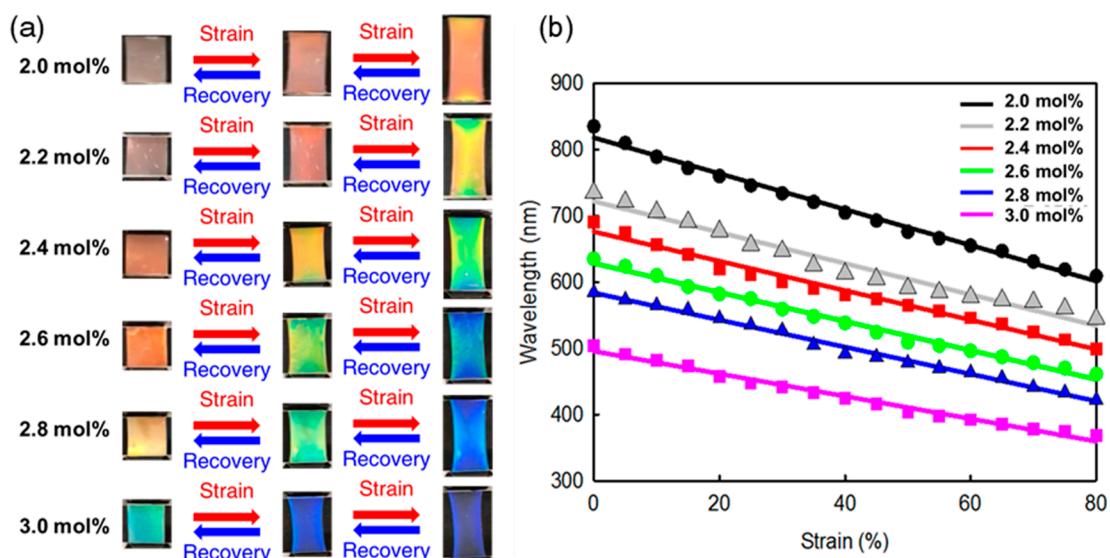 (a)
2.0 mol%
Strain
Recovery
Strain
Recovery
2.2 mol%
Strain
Recovery
Strain
Recovery
2.4 mol%
Strain
Recovery
Strain
Recovery
2.6 mol%
Strain
Recovery
Strain
Recovery
2.8 mol%
Strain
Recovery
Strain
Recovery
3.0 mol%
Strain
Recovery
Strain
Recovery
(b)
Wavelength (nm)
900
800
700
600
500
400
300
0
20
40
60
80
Strain (%)
2.0 mol%
2.2 mol%
2.4 mol%
2.6 mol%
2.8 mol%
3.0 mol%